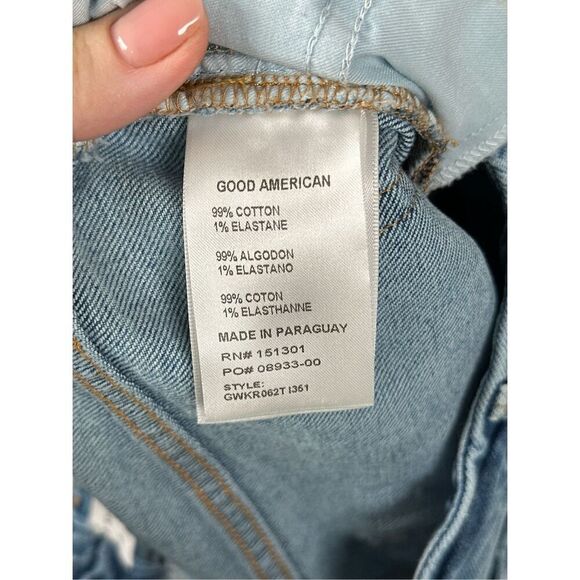 GOOD AMERICAN
99% COTTON
1% ELASTANE
99% ALGODON
1% ELASTANO
99% COTON
1% ELASTHANNE
MADE IN PARAGUAY
RN# 151301
PO# 08933-00
STYLE:
GWKR062T I351